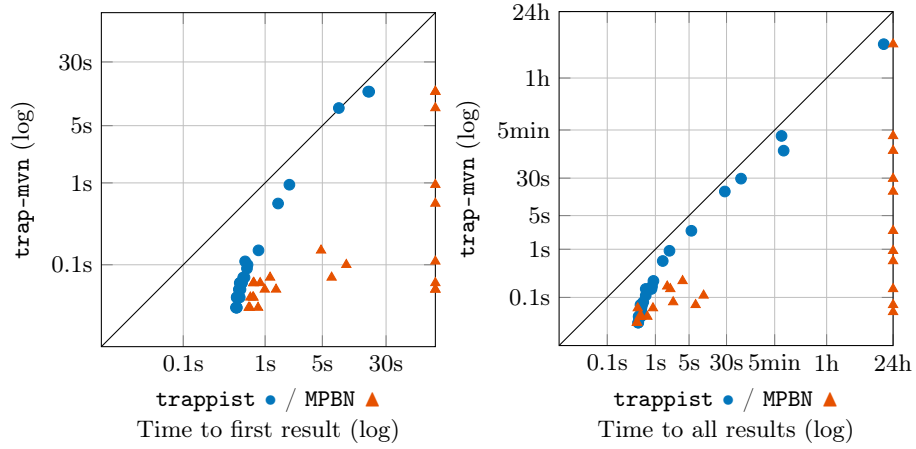 30s
5s
1s
0.1s
trap-mvn (log)
0.1s 1s 5s 30s
trappist / MPBN
Time to first result (log)
24h
1h
5min
30s
5s
1s
0.1s
trap-mvn (log)
0.1s 1s 5s 30s 5min 1h 24h
trappist / MPBN
Time to all results (log)